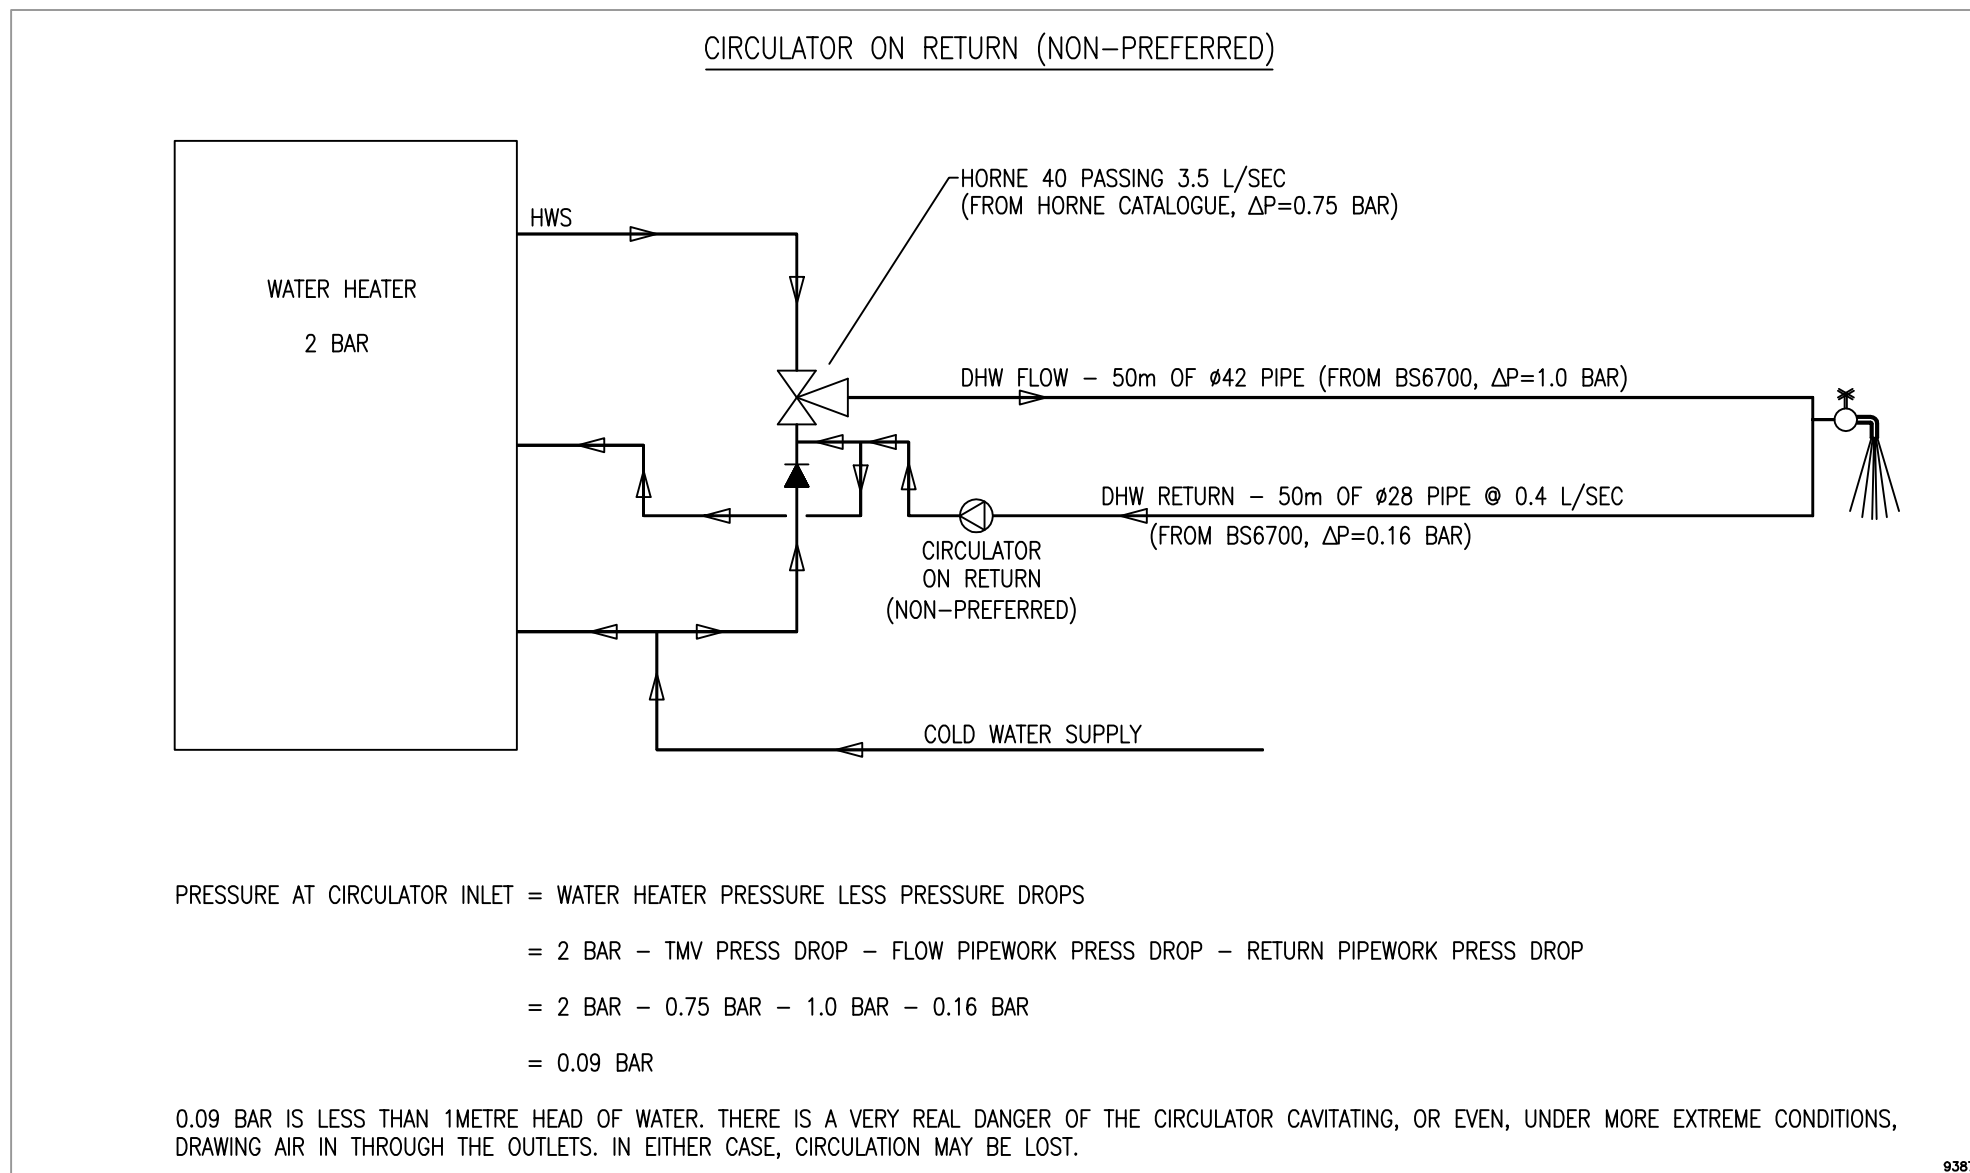 CIRCULATOR ON RETURN (NON-PREFERRED)
HORNE 40 PASSING 3.5 L/SEC
(FROM HORNE CATALOGUE, ΔP=0.75 BAR)
HWS
WATER HEATER
2 BAR
DHW FLOW - 50m OF ø42 PIPE (FROM BS6700, ΔP=1.0 BAR)
DHW RETURN - 50m OF ø28 PIPE @ 0.4 L/SEC
(FROM BS6700, ΔP=0.16 BAR)
CIRCULATOR
ON RETURN
(NON-PREFERRED)
COLD WATER SUPPLY
PRESSURE AT CIRCULATOR INLET = WATER HEATER PRESSURE LESS PRESSURE DROPS
= 2 BAR - TMV PRESS DROP - FLOW PIPEWORK PRESS DROP - RETURN PIPEWORK PRESS DROP
= 2 BAR - 0.75 BAR - 1.0 BAR - 0.16 BAR
= 0.09 BAR
0.09 BAR IS LESS THAN 1METRE HEAD OF WATER. THERE IS A VERY REAL DANGER OF THE CIRCULATOR CAVITATING, OR EVEN, UNDER MORE EXTREME CONDITIONS,
DRAWING AIR IN THROUGH THE OUTLETS. IN EITHER CASE, CIRCULATION MAY BE LOST.